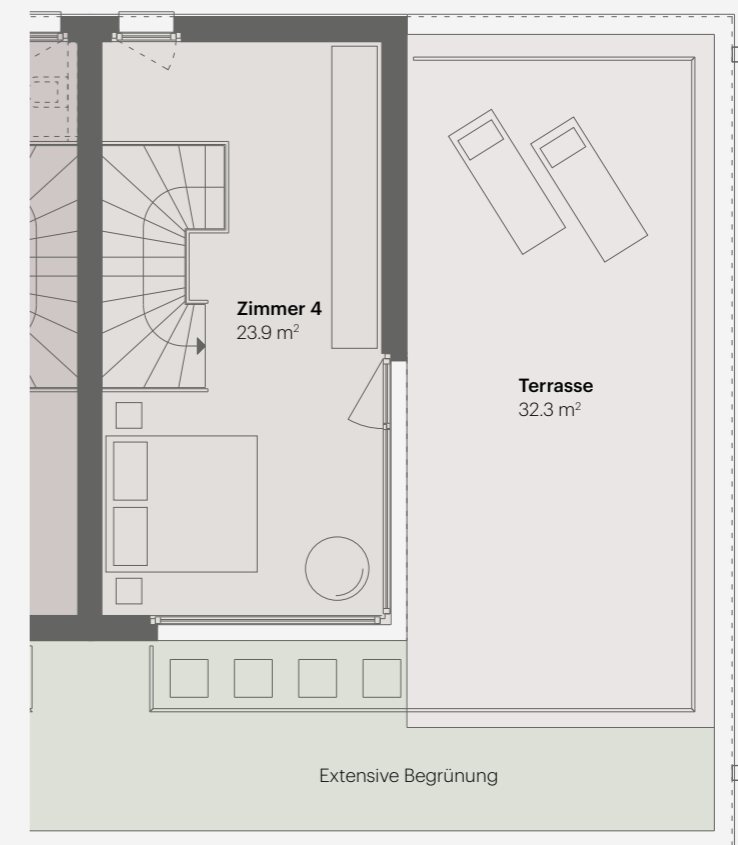 Zimmer 4
23.9 m²
Terrasse
32.3 m²
Extensive Begrünung